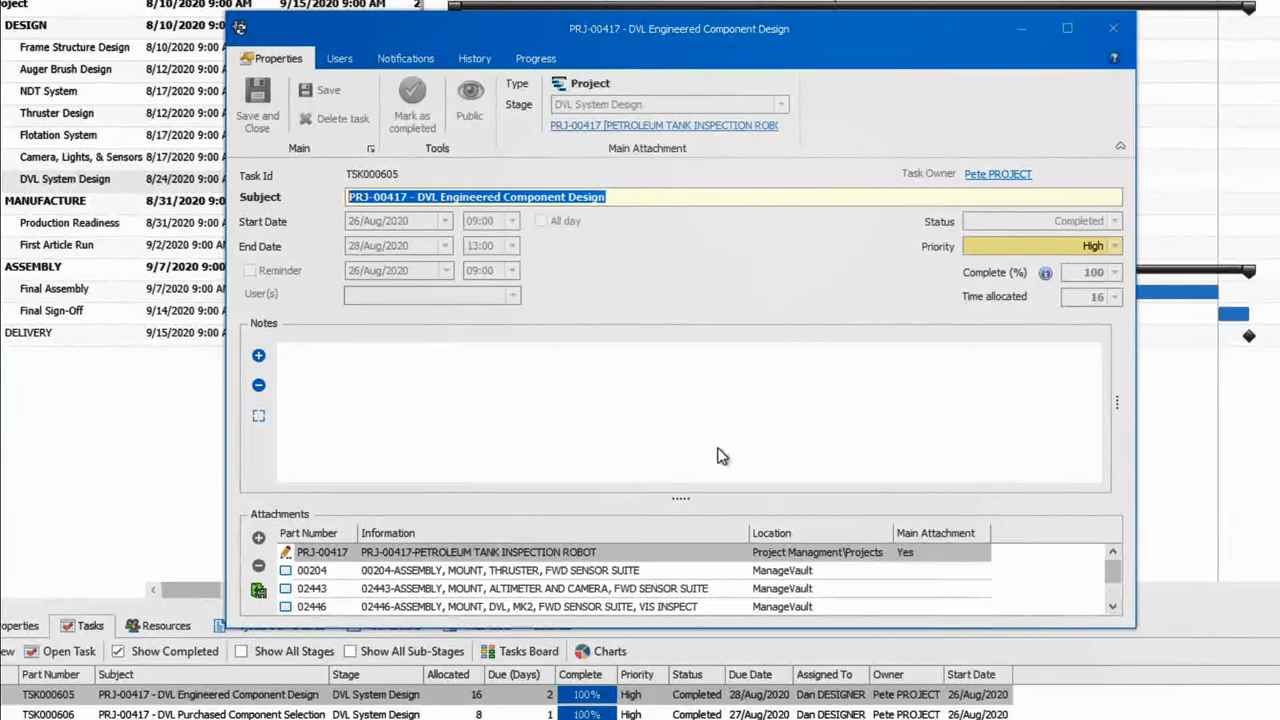 oject 8/10/2020 9:00 AM 9/15/2020 9:00 AM 2
PRJ-00417 - DVL Engineered Component Design
DESIGN 8/10/2020 9:00 A
Frame Structure Design 8/10/2020 9:00 A
Auger Brush Design 8/12/2020 9:00 A
NDT System 8/17/2020 9:00 A
Thruster Design 8/12/2020 9:00 A
Flotation System 8/17/2020 9:00 A
Camera, Lights, & Sensors 8/17/2020 9:00 A
DVL System Design 8/24/2020 9:00 A
MANUFACTURE 8/31/2020 9:00
Production Readiness 8/31/2020 9:00 A
First Article Run 9/2/2020 9:00 AM
ASSEMBLY 9/7/2020 9:00
Final Assembly 9/7/2020 9:00 AM
Final Sign-Off 9/14/2020 9:00 A
DELIVERY 9/15/2020 9:00 A
Properties Users Notifications History Progress
Save and Close
Save
Delete task
Main
Mark as completed
Public
Tools
Type Project
Stage DVL System Design
PRJ-00417 [PETROLEUM TANK INSPECTION ROBO
Main Attachment
Task Id TSK000605 Task Owner Pete PROJECT
Subject PRJ-00417 - DVL Engineered Component Design
Start Date 26/Aug/2020 09:00 All day Status Completed
End Date 28/Aug/2020 13:00 Priority High
Reminder 26/Aug/2020 09:00 Complete (%) 100
User(s) Time allocated 16
Notes
Attachments
Part Number Information Location Main Attachment
PRJ-00417 PRJ-00417-PETROLEUM TANK INSPECTION ROBOT Project Managment\Projects Yes
00204 00204-ASSEMBLY, MOUNT, THRUSTER, FWD SENSOR SUITE ManageVault
02443 02443-ASSEMBLY, MOUNT, ALTIMETER AND CAMERA, FWD SENSOR SUITE ManageVault
02446 02446-ASSEMBLY, MOUNT, DVL, MK2, FWD SENSOR SUITE, VIS INSPECT ManageVault
operties Tasks Resources
ew Open Task Show Completed Show All Stages Show All Sub-Stages Tasks Board Charts
Part Number Subject Stage Allocated Due (Days) Complete Priority Status Due Date Assigned To Owner Start Date
TSK000605 PRJ-00417 - DVL Engineered Component Design DVL System Design 16 2 100% High Completed 28/Aug/2020 Dan DESIGNER Pete PROJECT 26/Aug/2020
TSK000606 PRJ-00417 - DVL Purchased Component Selection DVL System Design 8 1 100% High Completed 27/Aug/2020 Dan DESIGNER Pete PROJECT 26/Aug/2020